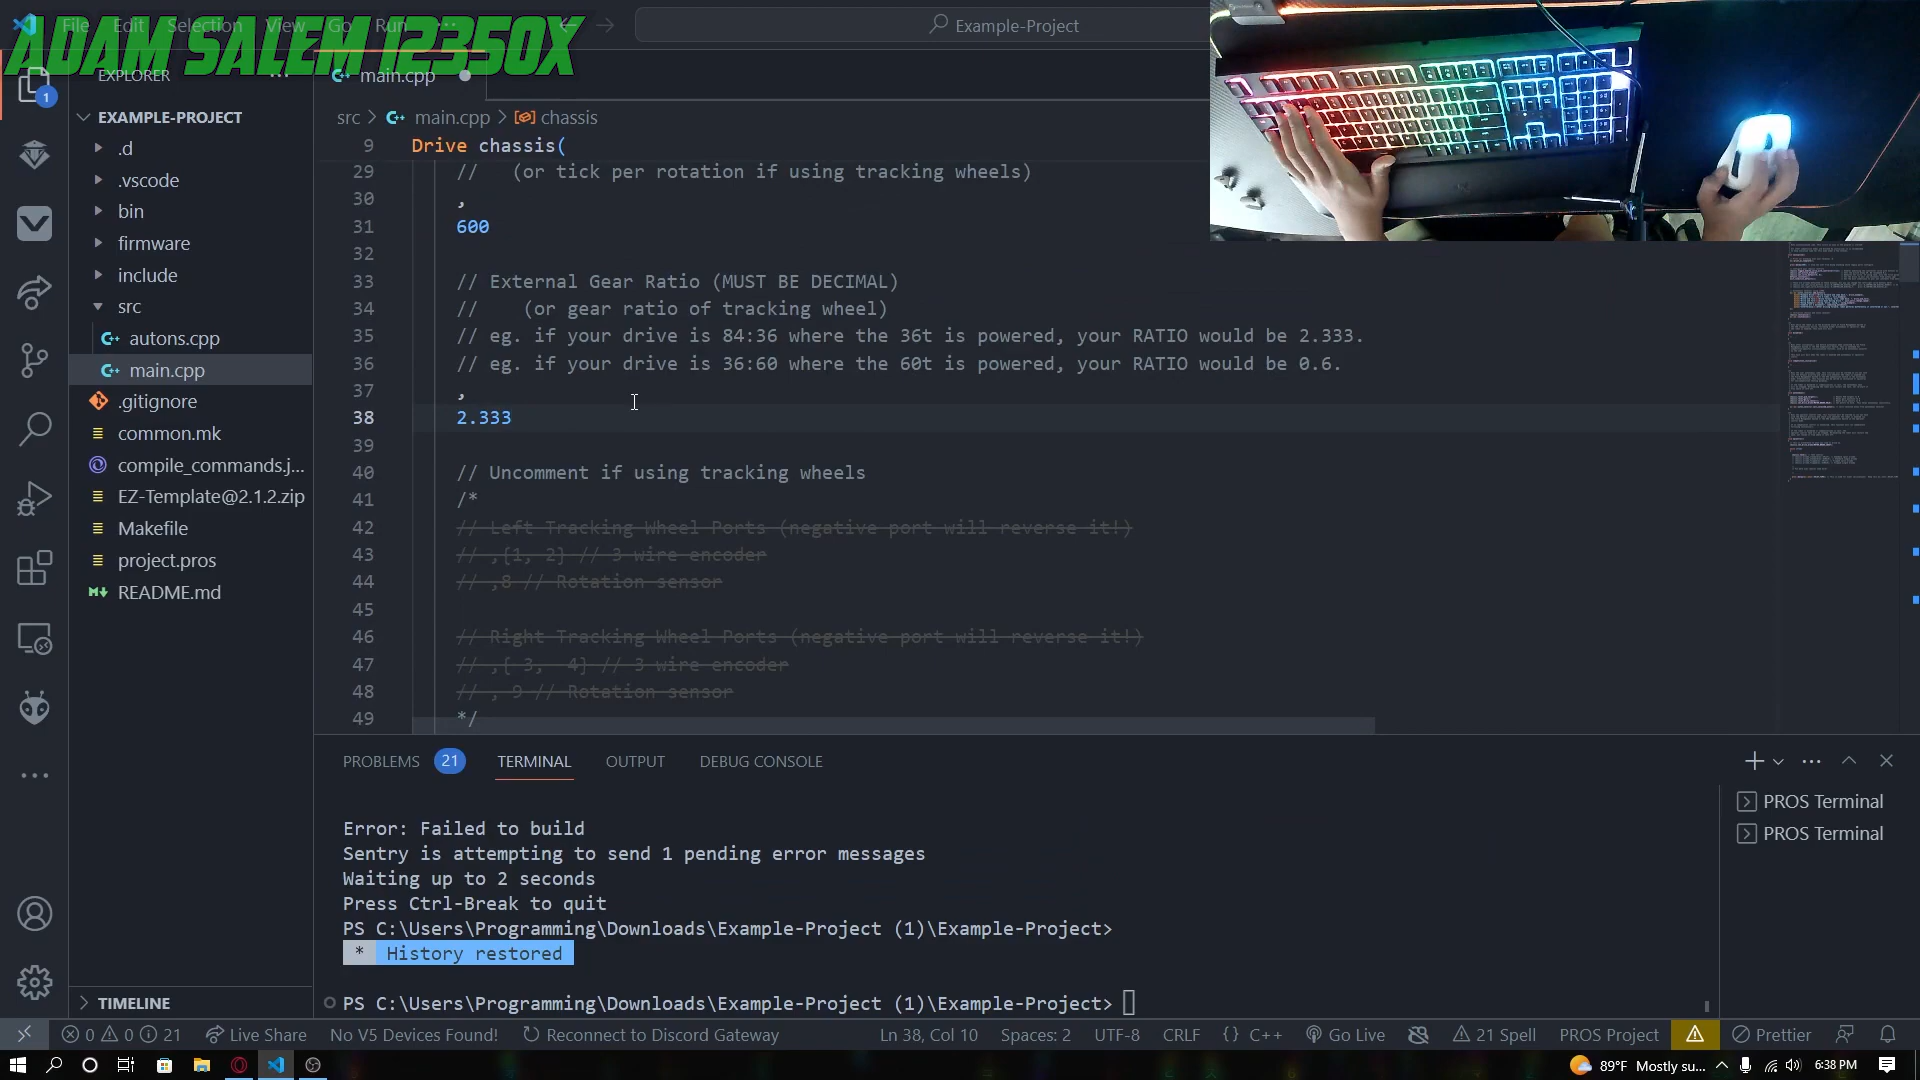 ADAM SALEM 12350X
File Edit Selection View Go Run ...
Example-Project
EXPLORER
main.cpp
1
EXAMPLE-PROJECT
.d
.vscode
bin
firmware
include
src
autons.cpp
main.cpp
.gitignore
common.mk
compile_commands.j...
EZ-Template@2.1.2.zip
Makefile
project.pros
README.md
TIMELINE
src > main.cpp > chassis
9 Drive chassis(
29 // (or tick per rotation if using tracking wheels)
30 ,
31 600
32
33 // External Gear Ratio (MUST BE DECIMAL)
34 // (or gear ratio of tracking wheel)
35 // eg. if your drive is 84:36 where the 36t is powered, your RATIO would be 2.333.
36 // eg. if your drive is 36:60 where the 60t is powered, your RATIO would be 0.6.
37 ,
38 2.333
39
40 // Uncomment if using tracking wheels
41 /*
42 // Left Tracking Wheel Ports (negative port will reverse it!)
43 // ,{1, 2} // 3 wire encoder
44 // ,8 // Rotation sensor
45
46 // Right Tracking Wheel Ports (negative port will reverse it!)
47 // ,{-3, -4} // 3 wire encoder
48 // ,-9 // Rotation sensor
49 */
PROBLEMS 21 TERMINAL OUTPUT DEBUG CONSOLE
Error: Failed to build
Sentry is attempting to send 1 pending error messages
Waiting up to 2 seconds
Press Ctrl-Break to quit
PS C:\Users\Programming\Downloads\Example-Project (1)\Example-Project>
* History restored
PS C:\Users\Programming\Downloads\Example-Project (1)\Example-Project>
PROS Terminal
PROS Terminal
0 0 21 Live Share No V5 Devices Found! Reconnect to Discord Gateway Ln 38, Col 10 Spaces: 2 UTF-8 CRLF {} C++ Go Live 21 Spell PROS Project Prettier
89°F Mostly su... 6:38 PM